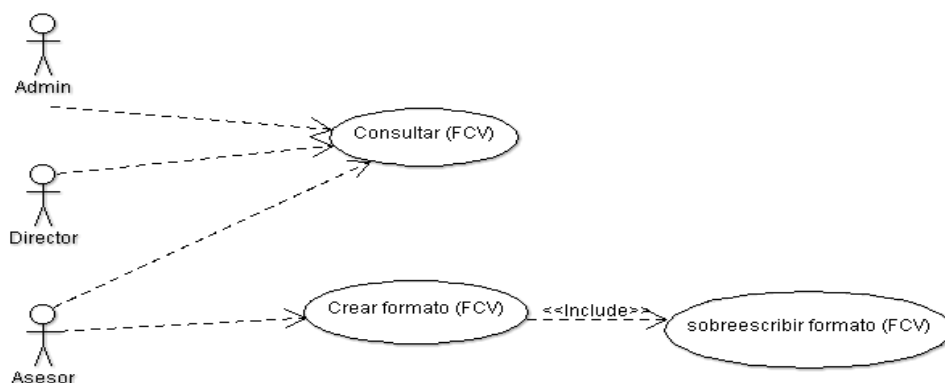 Admin
Consultar (FCV)
Director
Crear formato (FCV)
<<Include>>
sobreescribir formato (FCV)
Asesor